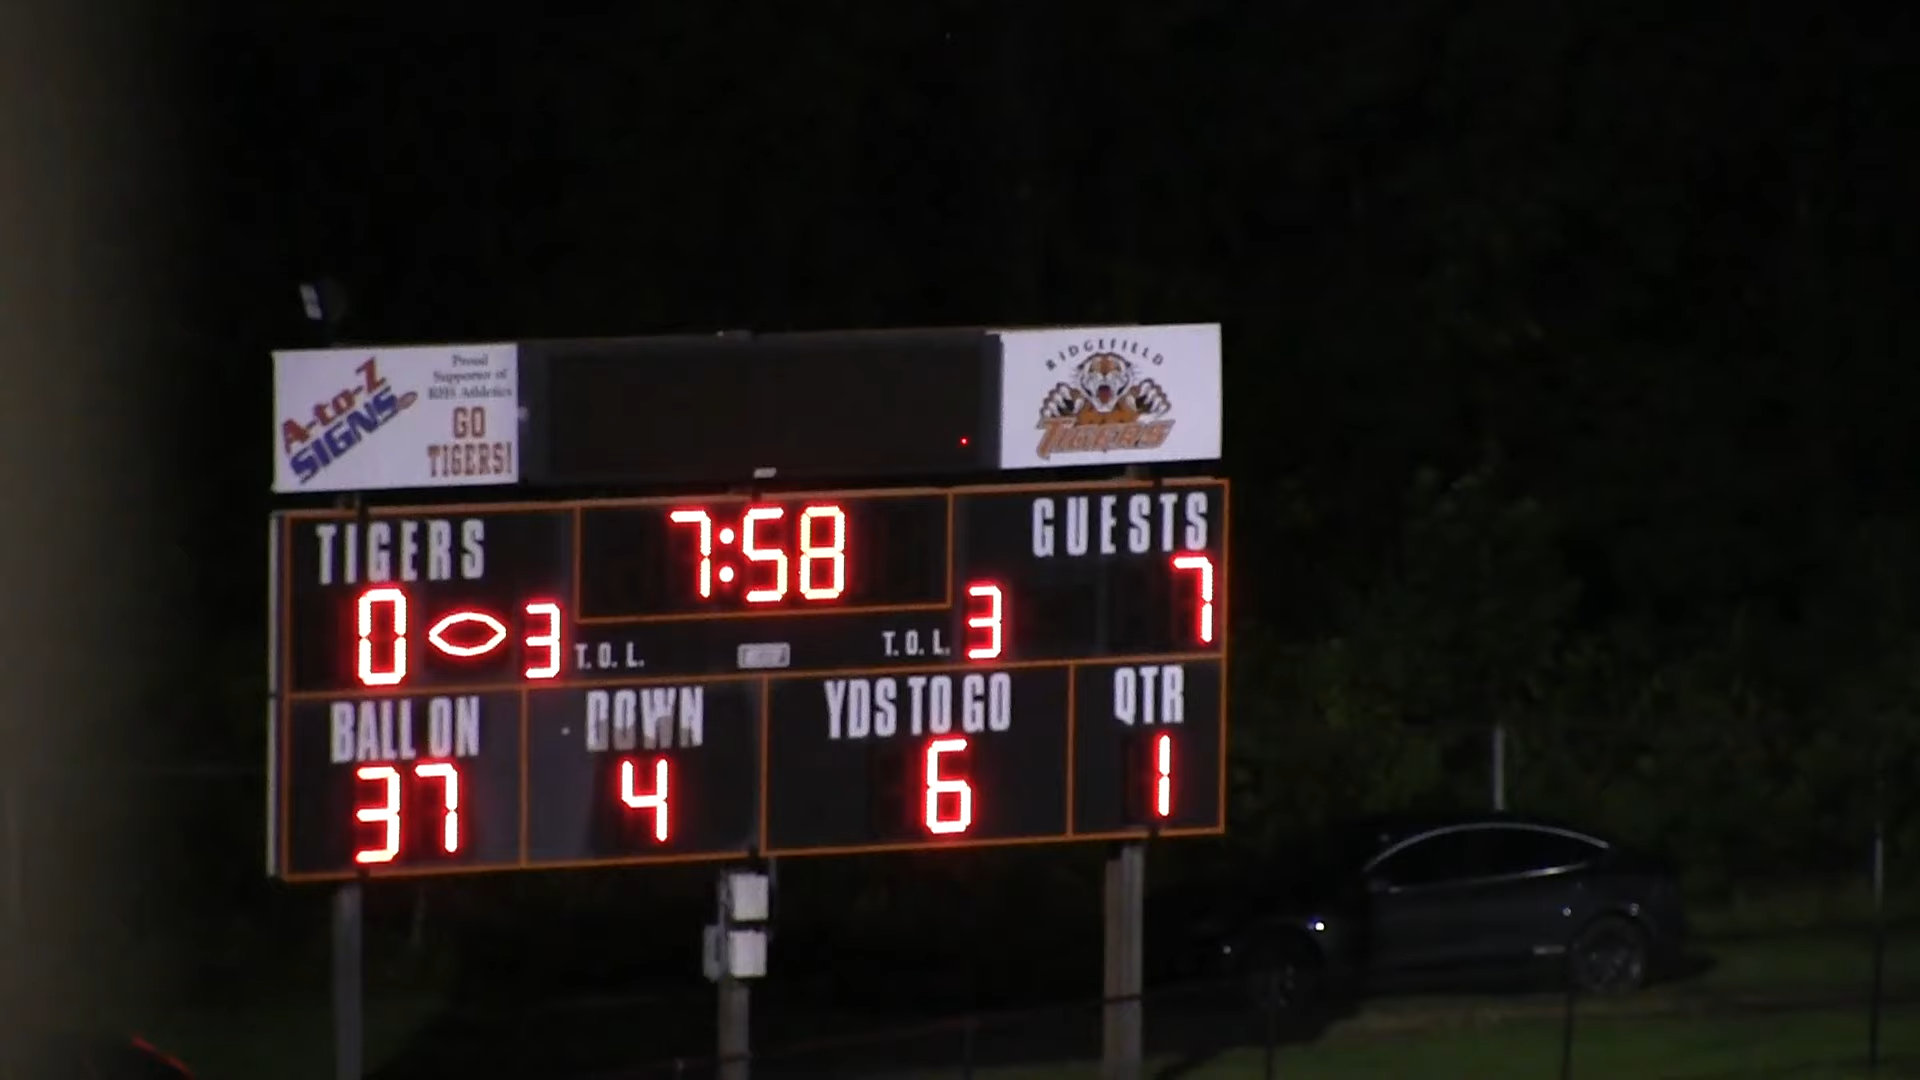 A-to-Z
SIGNS
Proud
Supporter of
RHS Athletics
GO
TIGERS!
RIDGEFIELD
TIGERS
TIGERS
7:58
GUESTS
0 3
T. O. L.
T. O. L.
3
7
BALL ON
DOWN
YDS TO GO
QTR
37
4
6
1